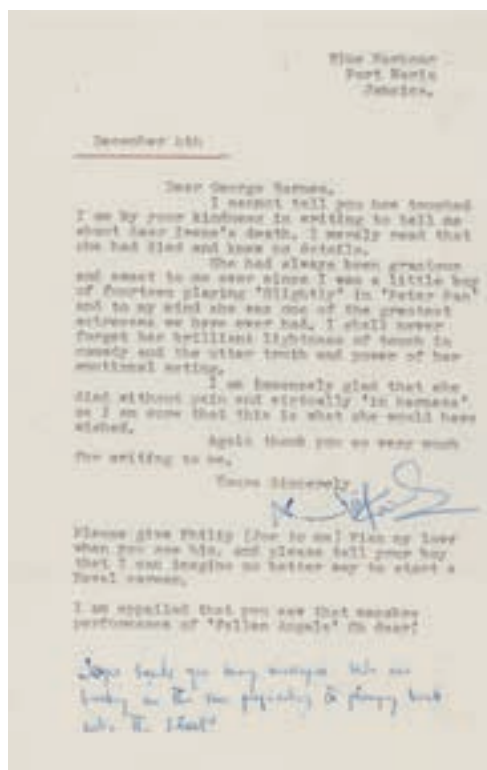 Blue Harbour
Port Maria
Jamaica.
December 6th
Dear George Barnes,
I cannot tell you how touched
I am by your kindness in writing to tell me
about dear Irene's death. I merely read that
she had died and knew no details.
She had always been gracious
and sweet to me ever since I was a little boy
of fourteen playing 'Slightly' in 'Peter Pan'
and to my mind she was one of the greatest
actresses we have ever had. I shall never
forget her brilliant lightness of touch in
comedy and the utter truth and power of her
emotional acting.
I am immensely glad that she
died without pain and virtually 'in harness'
as I am sure that this is what she would have
wished.
Again thank you so very much
for writing to me.
Yours Sincerely
Please give Philip my love
when you see him, and please tell your boy
that I can imagine no better way to start a
Naval career.
I am appalled that you saw that macabre
performance of 'Fallen Angels' Oh dear!